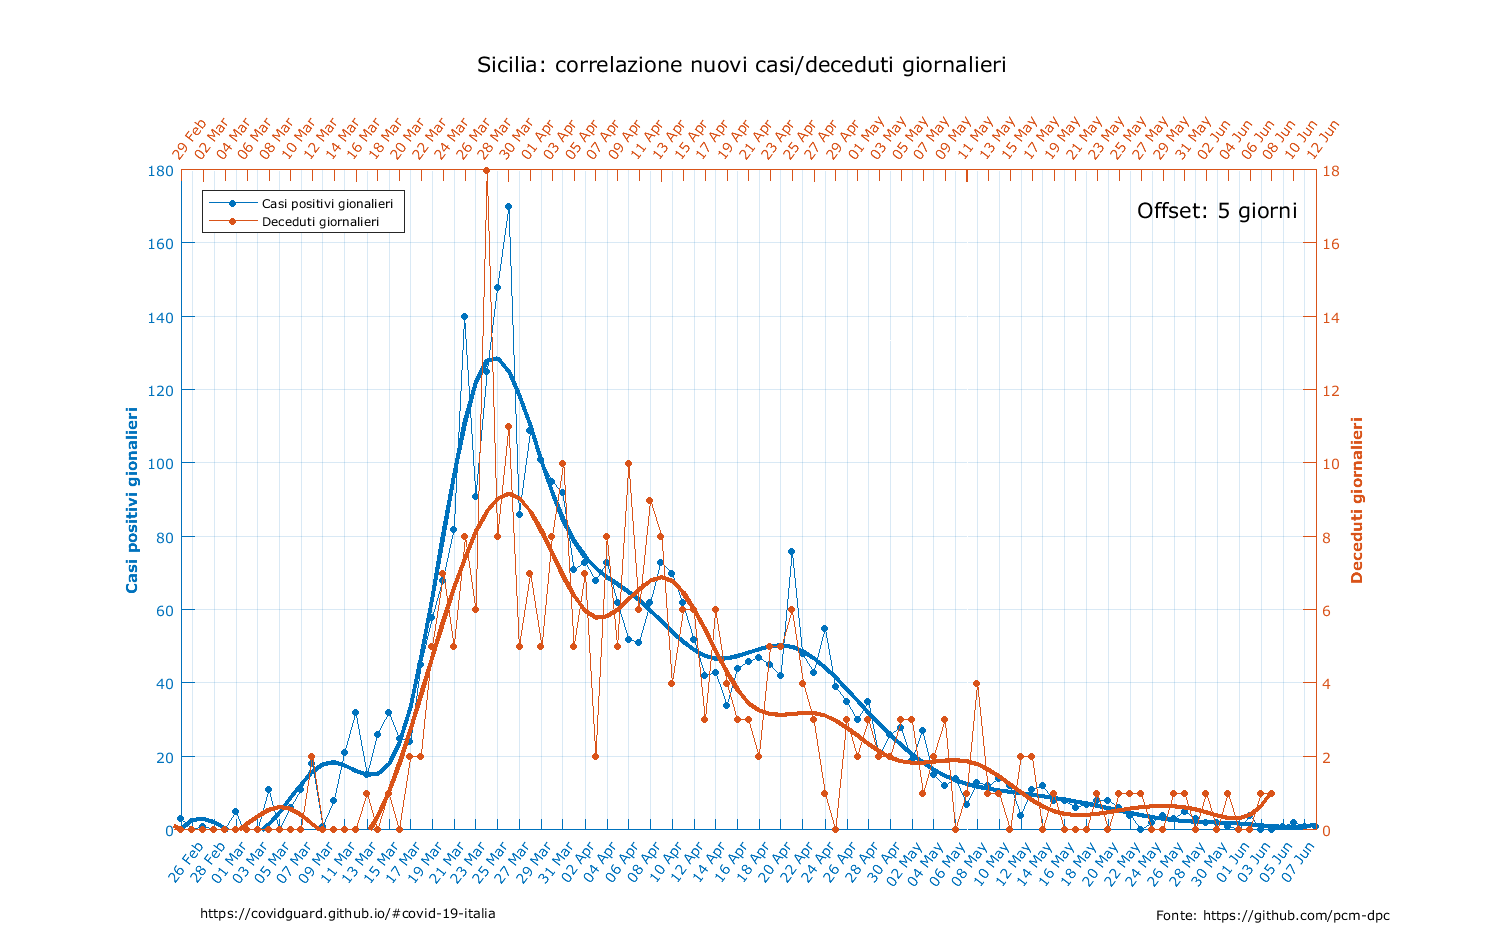 Sicilia: correlazione nuovi casi/deceduti giornalieri
29 Feb 02 Mar 04 Mar 06 Mar 08 Mar 10 Mar 12 Mar 14 Mar 16 Mar 18 Mar 20 Mar 22 Mar 24 Mar 26 Mar 28 Mar 30 Mar 01 Apr 03 Apr 05 Apr 07 Apr 09 Apr 11 Apr 13 Apr 15 Apr 17 Apr 19 Apr 21 Apr 23 Apr 25 Apr 27 Apr 29 Apr 01 May 03 May 05 May 07 May 09 May 11 May 13 May 15 May 17 May 19 May 21 May 23 May 25 May 27 May 29 May 31 May 02 Jun 04 Jun 06 Jun 08 Jun 10 Jun 12 Jun
180 18
Casi positivi gionalieri
Deceduti giornalieri
Offset: 5 giorni
160 16
140 14
120 12
100 10
80 8
60 6
40 4
20 2
0 0
Casi positivi gionalieri
Deceduti giornalieri
26 Feb 28 Feb 01 Mar 03 Mar 05 Mar 07 Mar 09 Mar 11 Mar 13 Mar 15 Mar 17 Mar 19 Mar 21 Mar 23 Mar 25 Mar 27 Mar 29 Mar 31 Mar 02 Apr 04 Apr 06 Apr 08 Apr 10 Apr 12 Apr 14 Apr 16 Apr 18 Apr 20 Apr 22 Apr 24 Apr 26 Apr 28 Apr 30 Apr 02 May 04 May 06 May 08 May 10 May 12 May 14 May 16 May 18 May 20 May 22 May 24 May 26 May 28 May 30 May 01 Jun 03 Jun 05 Jun 07 Jun
https://covidguard.github.io/#covid-19-italia
Fonte: https://github.com/pcm-dpc